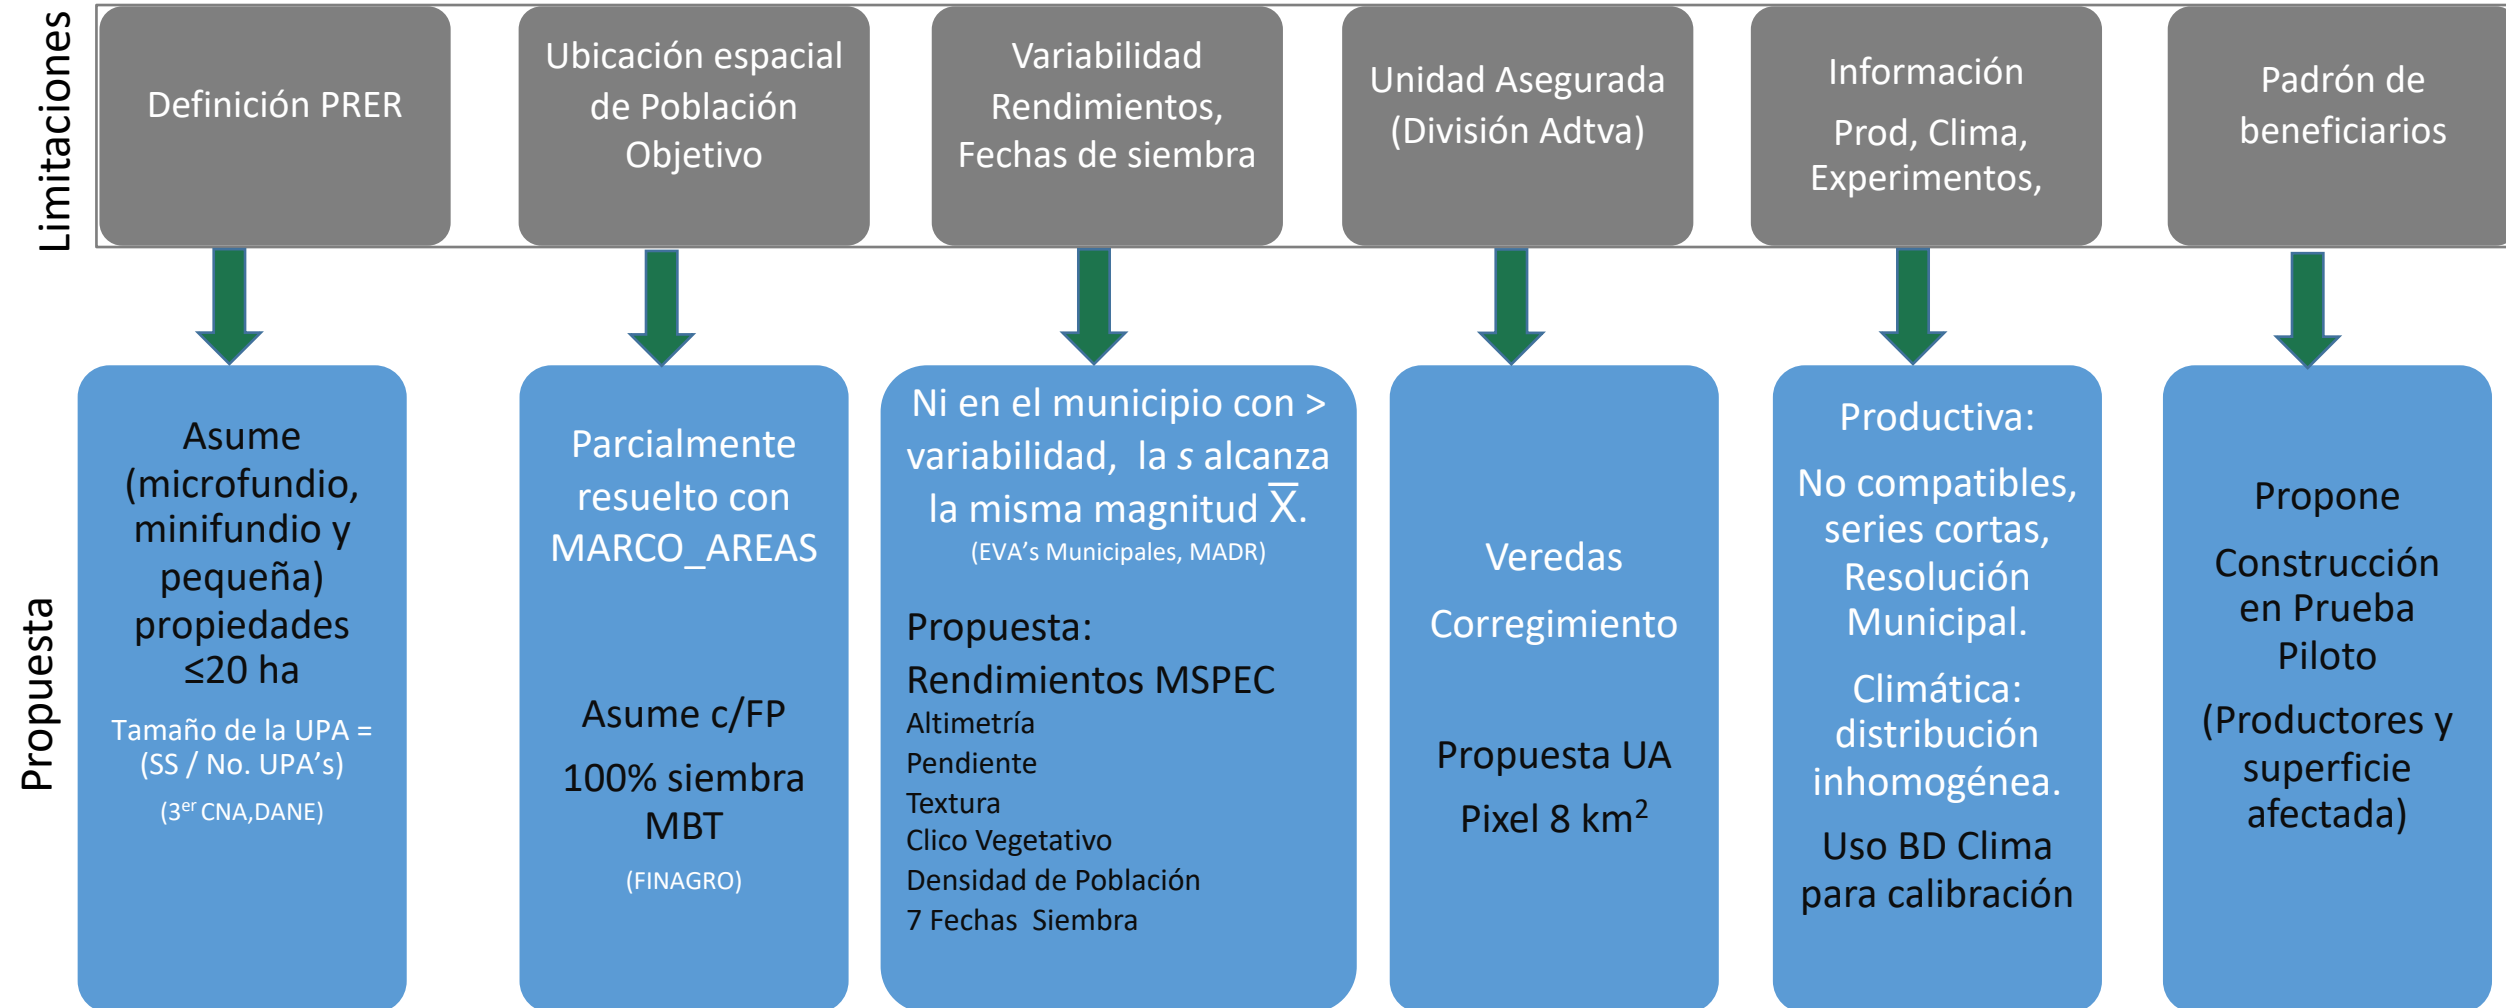 Limitaciones
Definición PRER
Ubicación espacial
de Población
Objetivo
Variabilidad
Rendimientos,
Fechas de siembra
Unidad Asegurada
(División Adtva)
Información
Prod, Clima,
Experimentos,
Padrón de
beneficiarios
Propuesta
Asume
(microfundio,
minifundio y
pequeña)
propiedades
≤20 ha
Tamaño de la UPA =
(SS / No. UPA’s)
(3er CNA,DANE)
Parcialmente
resuelto con
MARCO_AREAS
Asume c/FP
100% siembra
MBT
(FINAGRO)
Ni en el municipio con >
variabilidad, la s alcanza
la misma magnitud X̅.
(EVA’s Municipales, MADR)
Propuesta:
Rendimientos MSPEC
Altimetría
Pendiente
Textura
Clico Vegetativo
Densidad de Población
7 Fechas Siembra
Veredas
Corregimiento
Propuesta UA
Pixel 8 km²
Productiva:
No compatibles,
series cortas,
Resolución
Municipal.
Climática:
distribución
inhomogénea.
Uso BD Clima
para calibración
Propone
Construcción
en Prueba
Piloto
(Productores y
superficie
afectada)